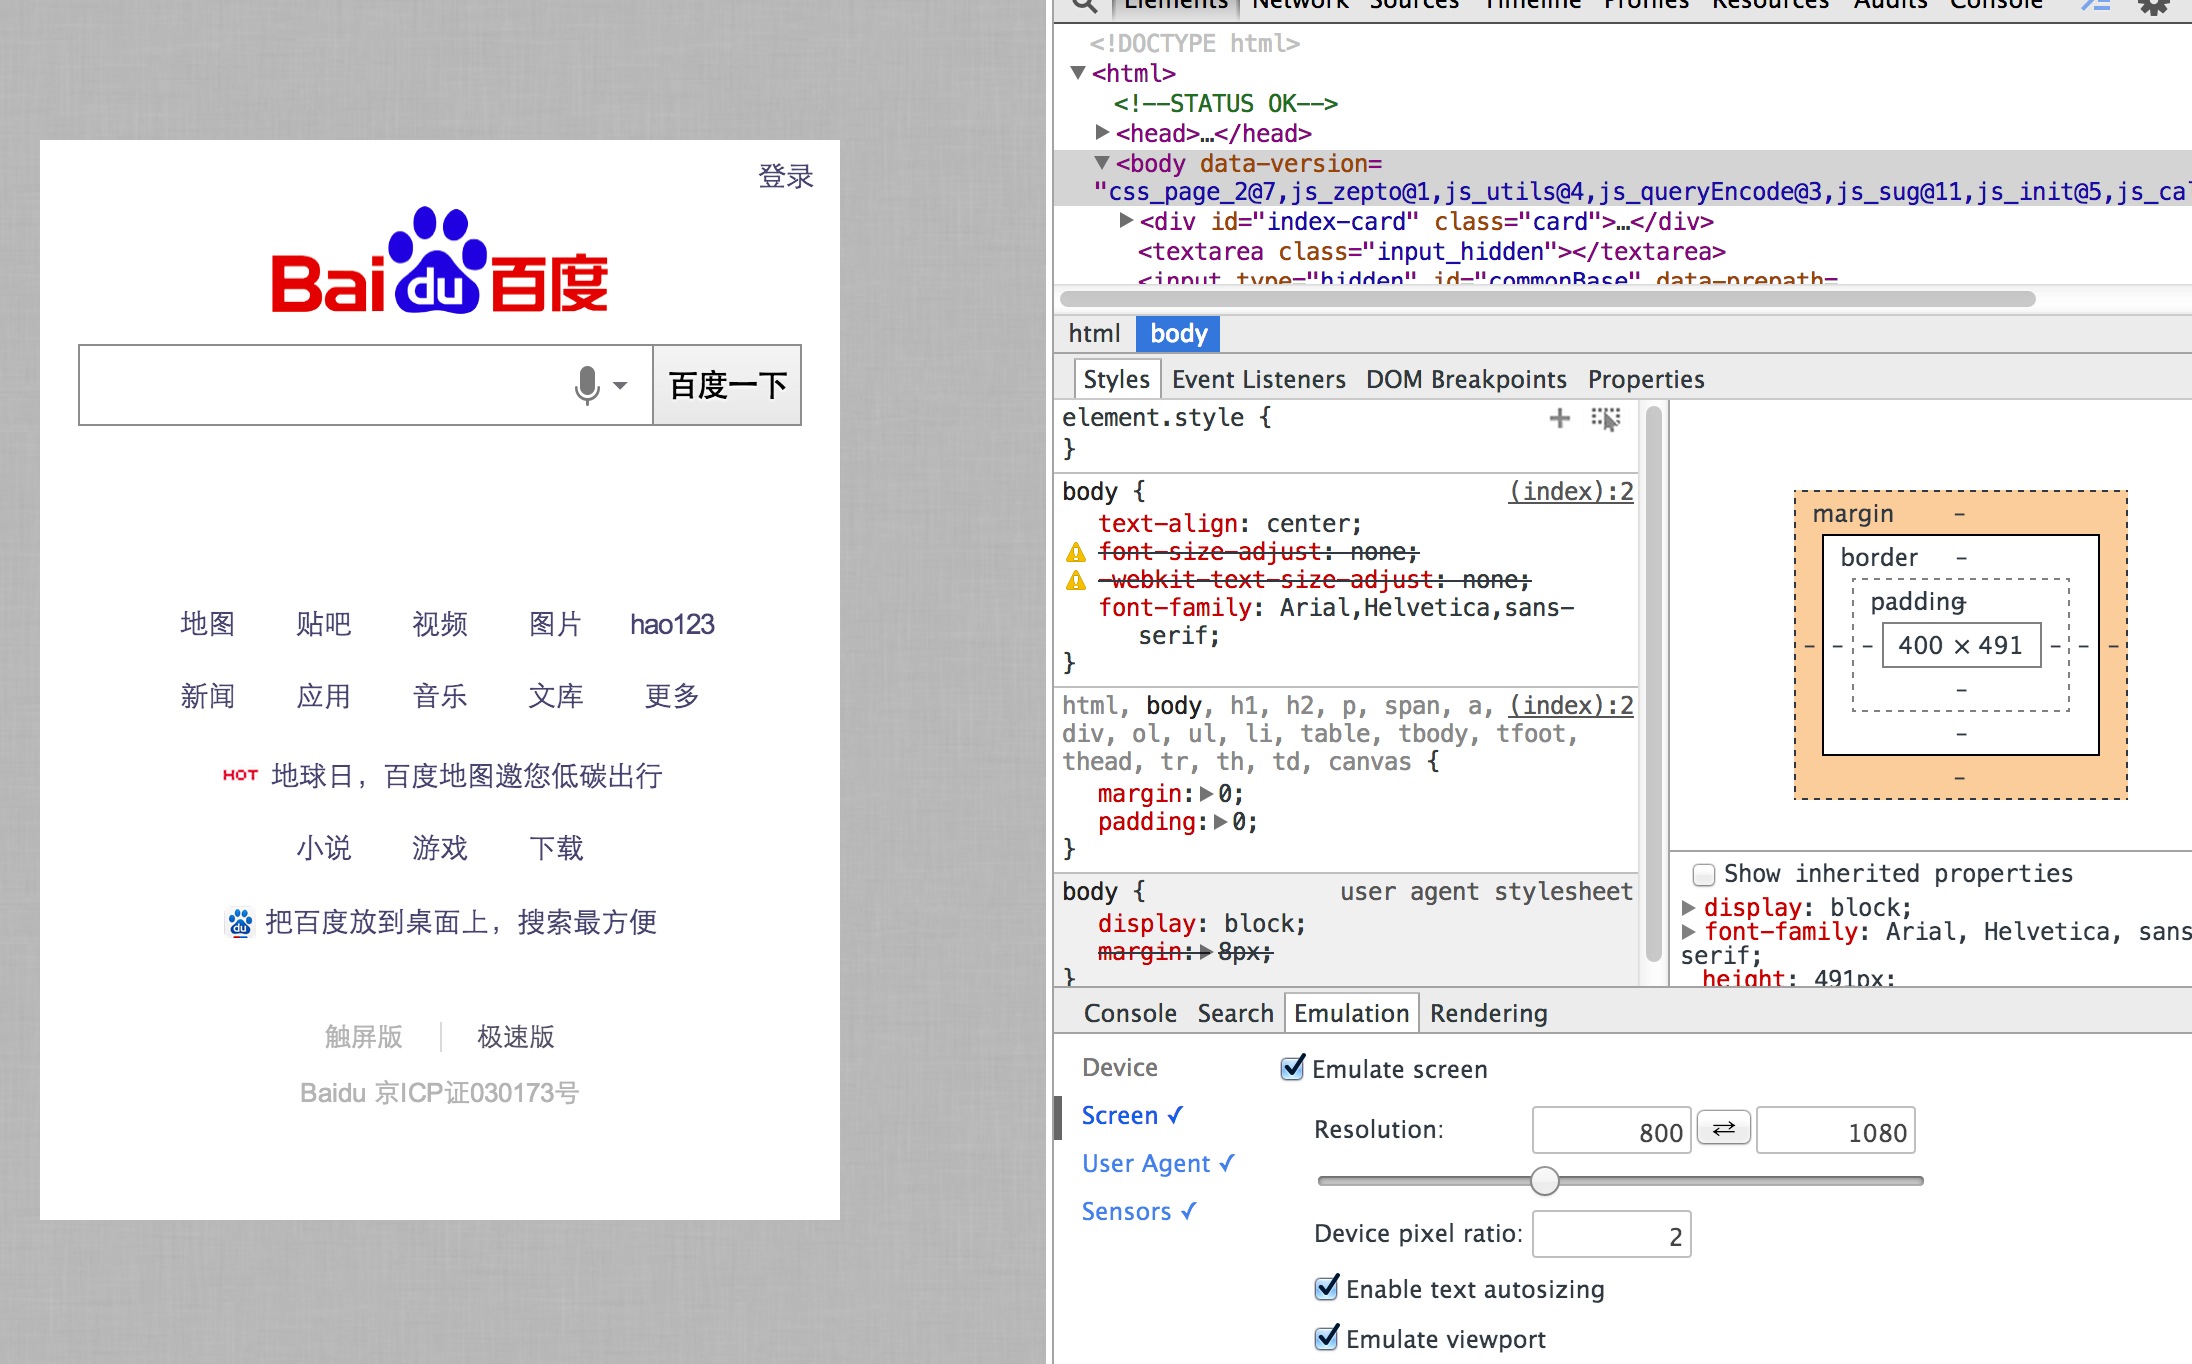 登录
Bai du 百度
百度一下
地图 贴吧 视频 图片 hao123
新闻 应用 音乐 文库 更多
HOT 地球日，百度地图邀您低碳出行
小说 游戏 下载
du 把百度放到桌面上，搜索最方便
触屏版 极速版
Baidu 京ICP证030173号
Elements Network Sources Timeline Profiles Resources Audits Console
<!DOCTYPE html>
<html>
<!--STATUS OK-->
<head>…</head>
<body data-version=
"css_page_2@7,js_zepto@1,js_utils@4,js_queryEncode@3,js_sug@11,js_init@5,js_cal
<div id="index-card" class="card">…</div>
<textarea class="input_hidden"></textarea>
<input type="hidden" id="commonBase" data-prepath=
html body
Styles Event Listeners DOM Breakpoints Properties
element.style {
}
body { (index):2
text-align: center;
font-size-adjust: none;
-webkit-text-size-adjust: none;
font-family: Arial,Helvetica,sans-
serif;
}
html, body, h1, h2, p, span, a, (index):2
div, ol, ul, li, table, tbody, tfoot,
thead, tr, th, td, canvas {
margin: 0;
padding: 0;
}
body { user agent stylesheet
display: block;
margin: 8px;
}
margin –
border –
padding –
– – – 400 × 491 – – –
–
–
–
Show inherited properties
display: block;
font-family: Arial, Helvetica, sans
serif;
height: 491px;
Console Search Emulation Rendering
Device
Screen ✓
User Agent ✓
Sensors ✓
Emulate screen
Resolution: 800 ⇄ 1080
Device pixel ratio: 2
Enable text autosizing
Emulate viewport